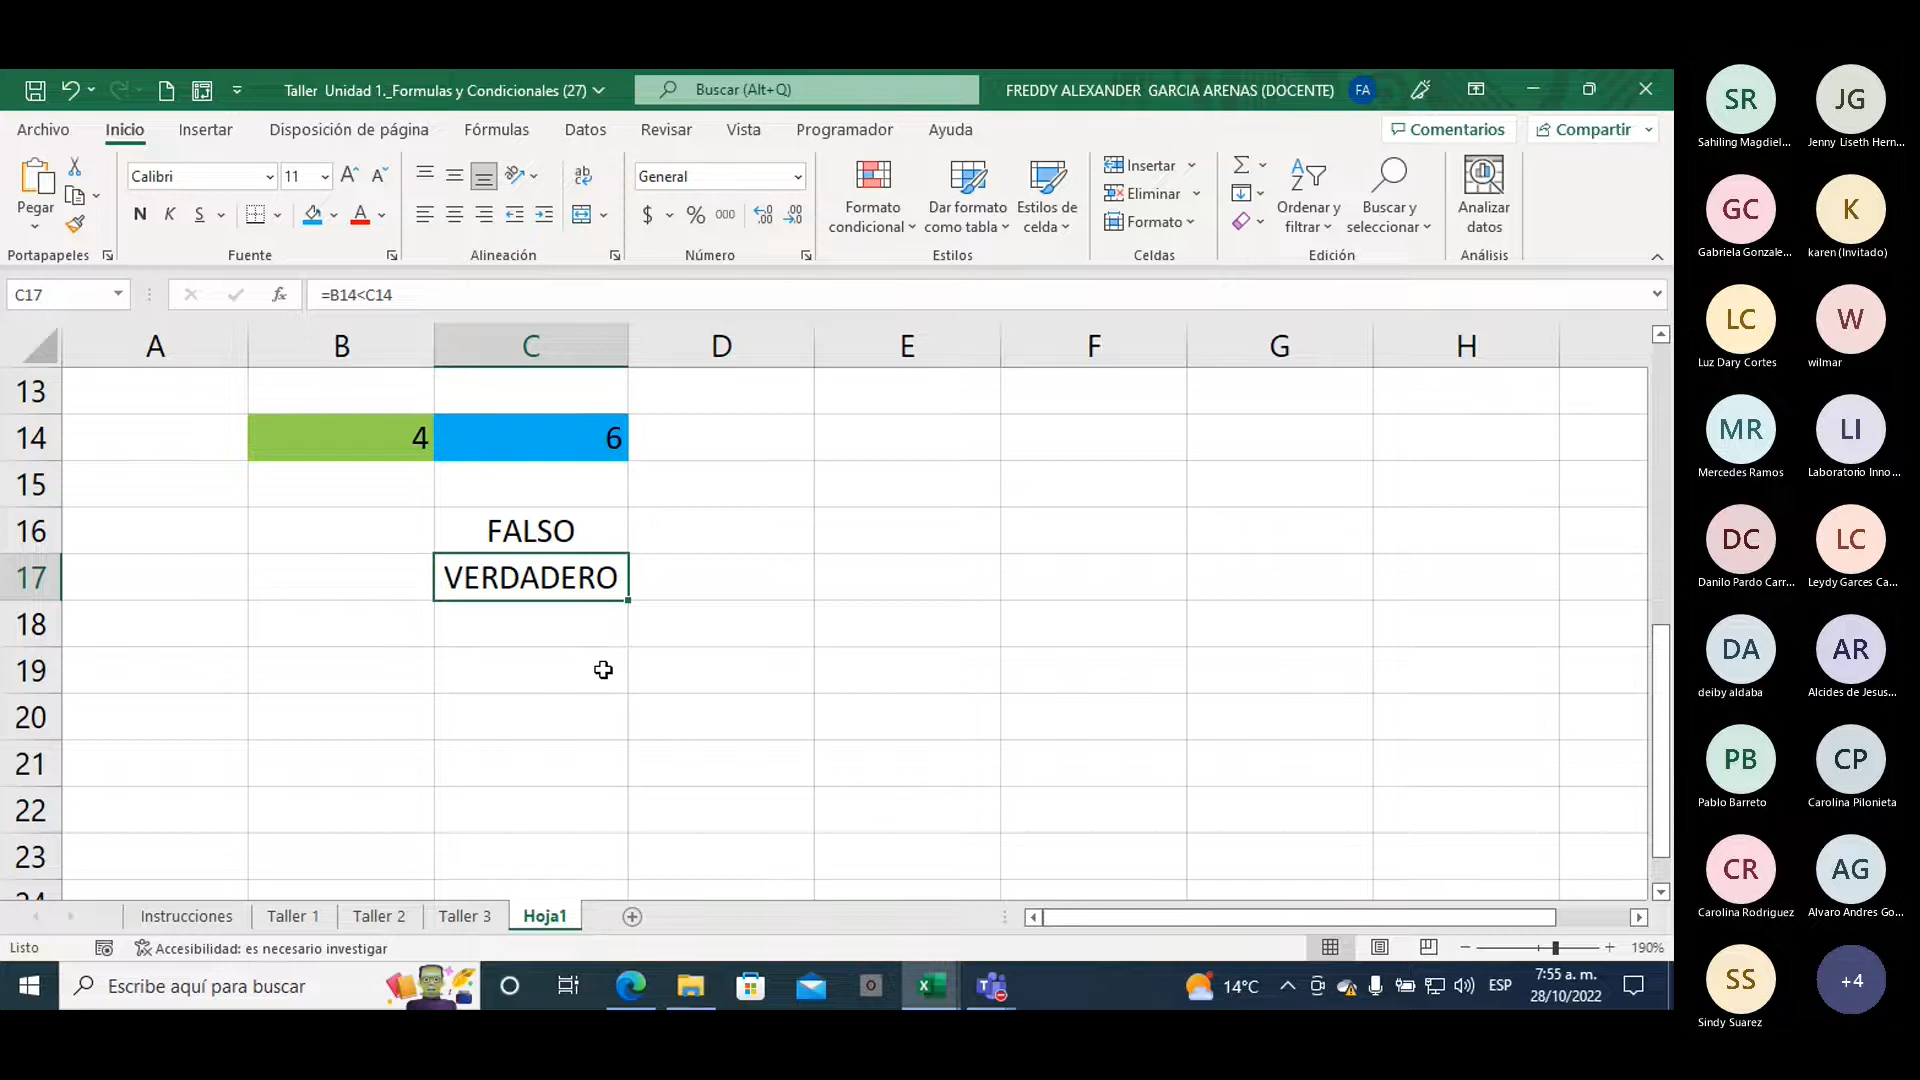 Taller Unidad 1._Formulas y Condicionales (27)
Buscar (Alt+Q)
FREDDY ALEXANDER GARCIA ARENAS (DOCENTE)
FA
Archivo Inicio Insertar Disposición de página Fórmulas Datos Revisar Vista Programador Ayuda
Comentarios Compartir
Pegar
Portapapeles
Calibri 11
N K S
Fuente
Alineación
General
$ % 000
Número
Formato condicional
Dar formato como tabla
Estilos de celda
Estilos
Insertar
Eliminar
Formato
Celdas
Ordenar y filtrar
Buscar y seleccionar
Edición
Analizar datos
Análisis
C17 fx =B14<C14
A B C D E F G H
13
14 4 6
15
16 FALSO
17 VERDADERO
18
19
20
21
22
23
24
Instrucciones Taller 1 Taller 2 Taller 3 Hoja1
Listo Accesibilidad: es necesario investigar 190%
Escribe aquí para buscar
14°C ESP
7:55 a. m.
28/10/2022
SR JG
Sahiling Magdiel... Jenny Liseth Hern...
GC K
Gabriela Gonzale... karen (Invitado)
LC W
Luz Dary Cortes wilmar
MR LI
Mercedes Ramos Laboratorio Inno...
DC LC
Danilo Pardo Carr... Leydy Garces Ca...
DA AR
deiby aldaba Alcides de Jesus...
PB CP
Pablo Barreto Carolina Pilonieta
CR AG
Carolina Rodriguez Alvaro Andres Go...
SS +4
Sindy Suarez